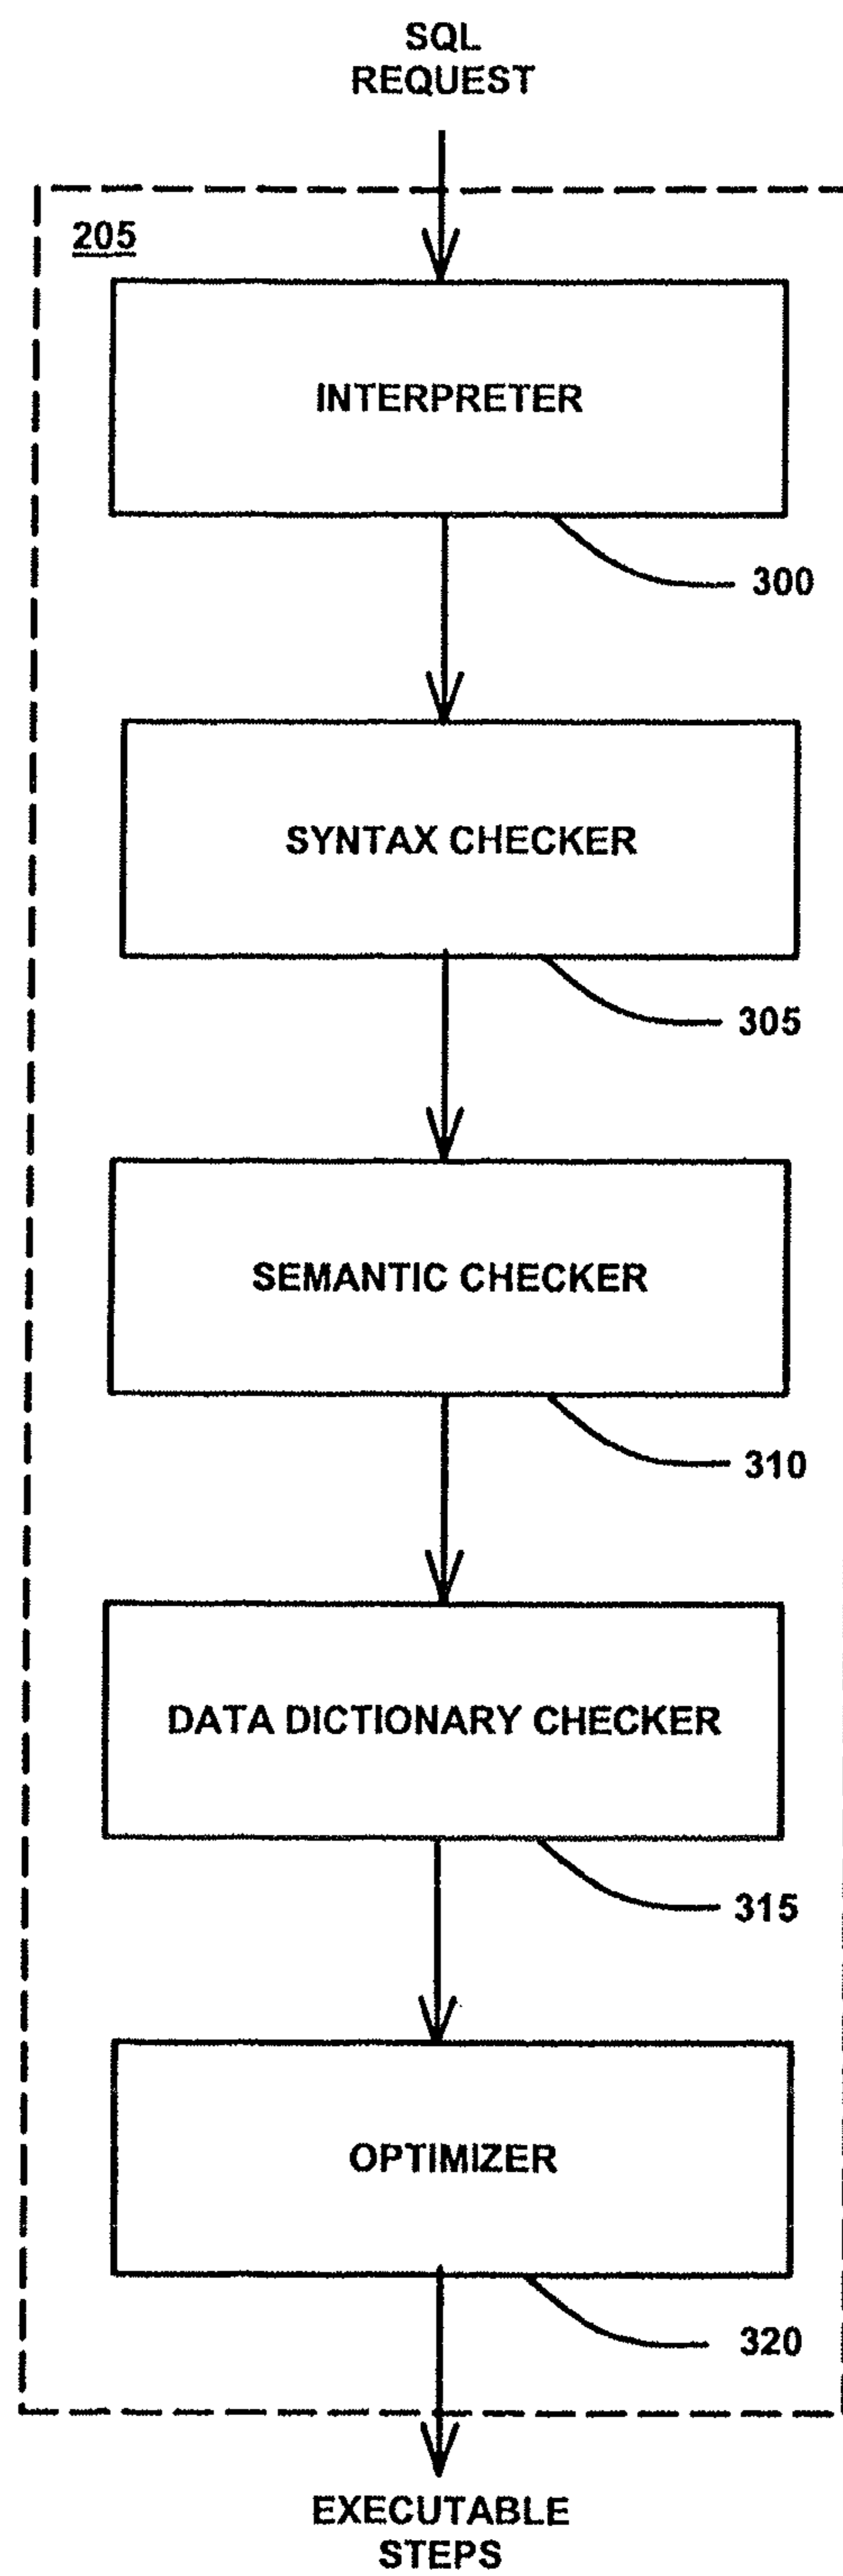 SQL
REQUEST
205
INTERPRETER
300
SYNTAX CHECKER
305
SEMANTIC CHECKER
310
DATA DICTIONARY CHECKER
315
OPTIMIZER
320
EXECUTABLE
STEPS